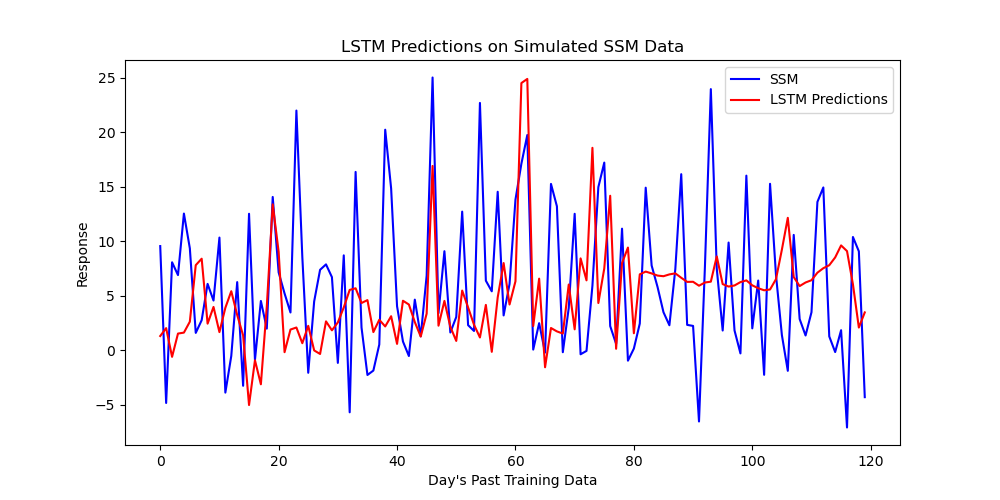 LSTM Predictions on Simulated SSM Data
SSM
LSTM Predictions
Response
25
20
15
10
5
0
−5
0 20 40 60 80 100 120
Day's Past Training Data